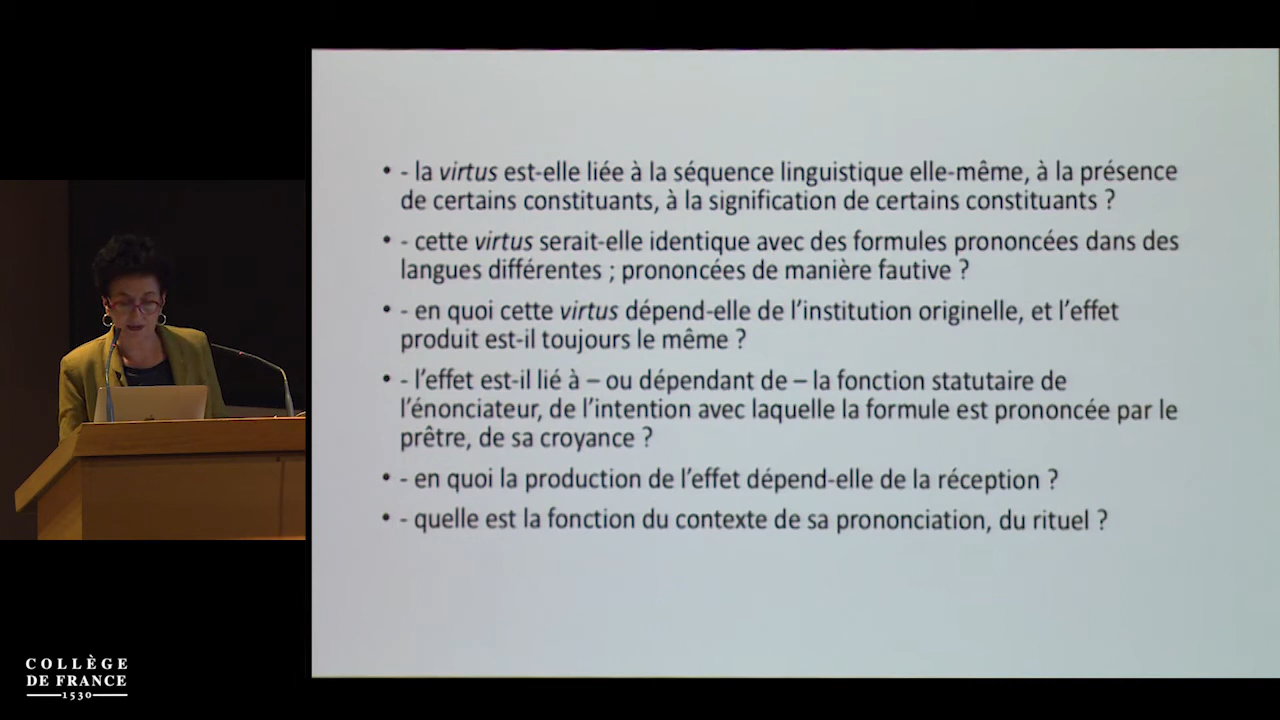 • - la virtus est-elle liée à la séquence linguistique elle-même, à la présence
de certains constituants, à la signification de certains constituants ?
• - cette virtus serait-elle identique avec des formules prononcées dans des
langues différentes ; prononcées de manière fautive ?
• - en quoi cette virtus dépend-elle de l’institution originelle, et l’effet
produit est-il toujours le même ?
• - l’effet est-il lié à – ou dépendant de – la fonction statutaire de
l’énonciateur, de l’intention avec laquelle la formule est prononcée par le
prêtre, de sa croyance ?
• - en quoi la production de l’effet dépend-elle de la réception ?
• - quelle est la fonction du contexte de sa prononciation, du rituel ?
COLLÈGE
DE FRANCE
1530